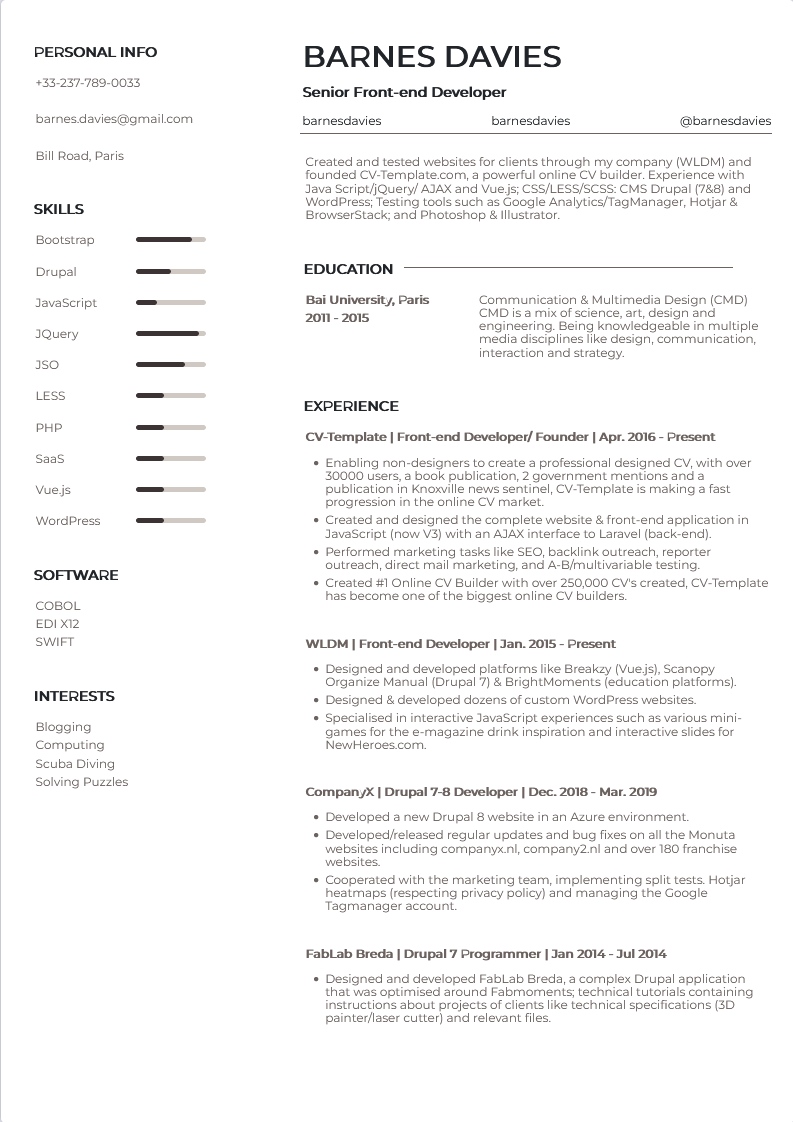 PERSONAL INFO
+33-237-789-0033
barnes.davies@gmail.com
Bill Road, Paris
SKILLS
Bootstrap
Drupal
JavaScript
JQuery
JSO
LESS
PHP
SaaS
Vue.js
WordPress
SOFTWARE
COBOL
EDI X12
SWIFT
INTERESTS
Blogging
Computing
Scuba Diving
Solving Puzzles
BARNES DAVIES
Senior Front-end Developer
barnesdavies barnesdavies @barnesdavies
Created and tested websites for clients through my company (WLDM) and
founded CV-Template.com, a powerful online CV builder. Experience with
Java Script/jQuery/ AJAX and Vue.js; CSS/LESS/SCSS: CMS Drupal (7&8) and
WordPress; Testing tools such as Google Analytics/TagManager, Hotjar &
BrowserStack; and Photoshop & Illustrator.
EDUCATION
Bai University, Paris
2011 - 2015
Communication & Multimedia Design (CMD)
CMD is a mix of science, art, design and
engineering. Being knowledgeable in multiple
media disciplines like design, communication,
interaction and strategy.
EXPERIENCE
CV-Template | Front-end Developer/ Founder | Apr. 2016 - Present
• Enabling non-designers to create a professional designed CV, with over
30000 users, a book publication, 2 government mentions and a
publication in Knoxville news sentinel, CV-Template is making a fast
progression in the online CV market.
• Created and designed the complete website & front-end application in
JavaScript (now V3) with an AJAX interface to Laravel (back-end).
• Performed marketing tasks like SEO, backlink outreach, reporter
outreach, direct mail marketing, and A-B/multivariable testing.
• Created #1 Online CV Builder with over 250,000 CV's created, CV-Template
has become one of the biggest online CV builders.
WLDM | Front-end Developer | Jan. 2015 - Present
• Designed and developed platforms like Breakzy (Vue.js), Scanopy
Organize Manual (Drupal 7) & BrightMoments (education platforms).
• Designed & developed dozens of custom WordPress websites.
• Specialised in interactive JavaScript experiences such as various mini-
games for the e-magazine drink inspiration and interactive slides for
NewHeroes.com.
CompanyX | Drupal 7-8 Developer | Dec. 2018 - Mar. 2019
• Developed a new Drupal 8 website in an Azure environment.
• Developed/released regular updates and bug fixes on all the Monuta
websites including companyx.nl, company2.nl and over 180 franchise
websites.
• Cooperated with the marketing team, implementing split tests. Hotjar
heatmaps (respecting privacy policy) and managing the Google
Tagmanager account.
FabLab Breda | Drupal 7 Programmer | Jan 2014 - Jul 2014
• Designed and developed FabLab Breda, a complex Drupal application
that was optimised around Fabmoments; technical tutorials containing
instructions about projects of clients like technical specifications (3D
painter/laser cutter) and relevant files.